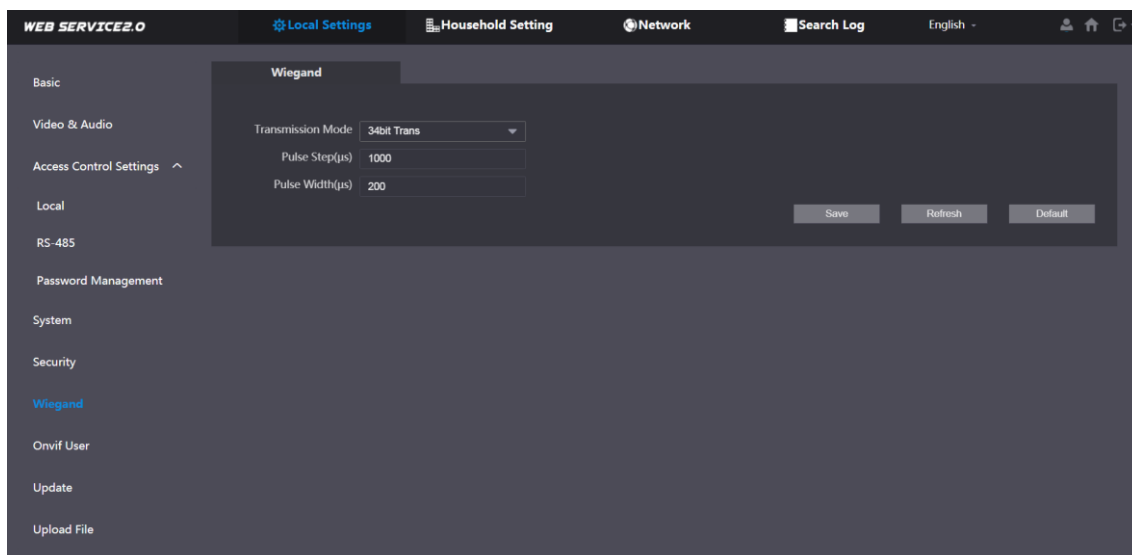 WEB SERVICE2.0 Local Settings Household Setting Network Search Log English
Basic
Video & Audio
Access Control Settings
Local
RS-485
Password Management
System
Security
Wiegand
Onvif User
Update
Upload File
Wiegand
Transmission Mode 34bit Trans
Pulse Step(μs) 1000
Pulse Width(μs) 200
Save Refresh Default